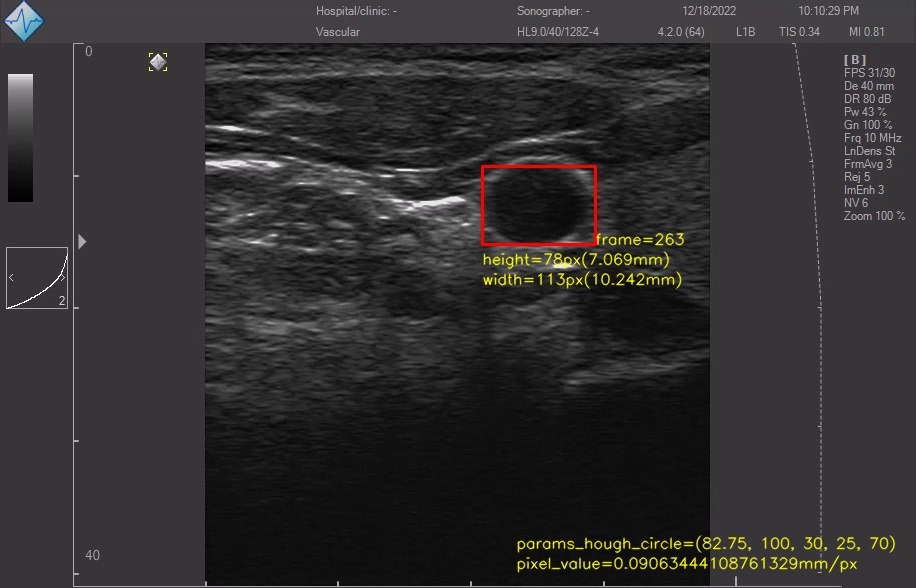 Hospital/clinic: - Sonographer: - 12/18/2022 10:10:29 PM
Vascular HL9.0/40/128Z-4 4.2.0 (64) L1B TIS 0.34 MI 0.81
0
[ B ]
FPS 31/30
De 40 mm
DR 80 dB
Pw 43 %
Gn 100 %
Frq 10 MHz
LnDens St
FrmAvg 3
Rej 5
ImEnh 3
NV 6
Zoom 100 %
frame=263
height=78px(7.069mm)
width=113px(10.242mm)
2
params_hough_circle=(82.75, 100, 30, 25, 70)
40
pixel_value=0.09063444108761329mm/px